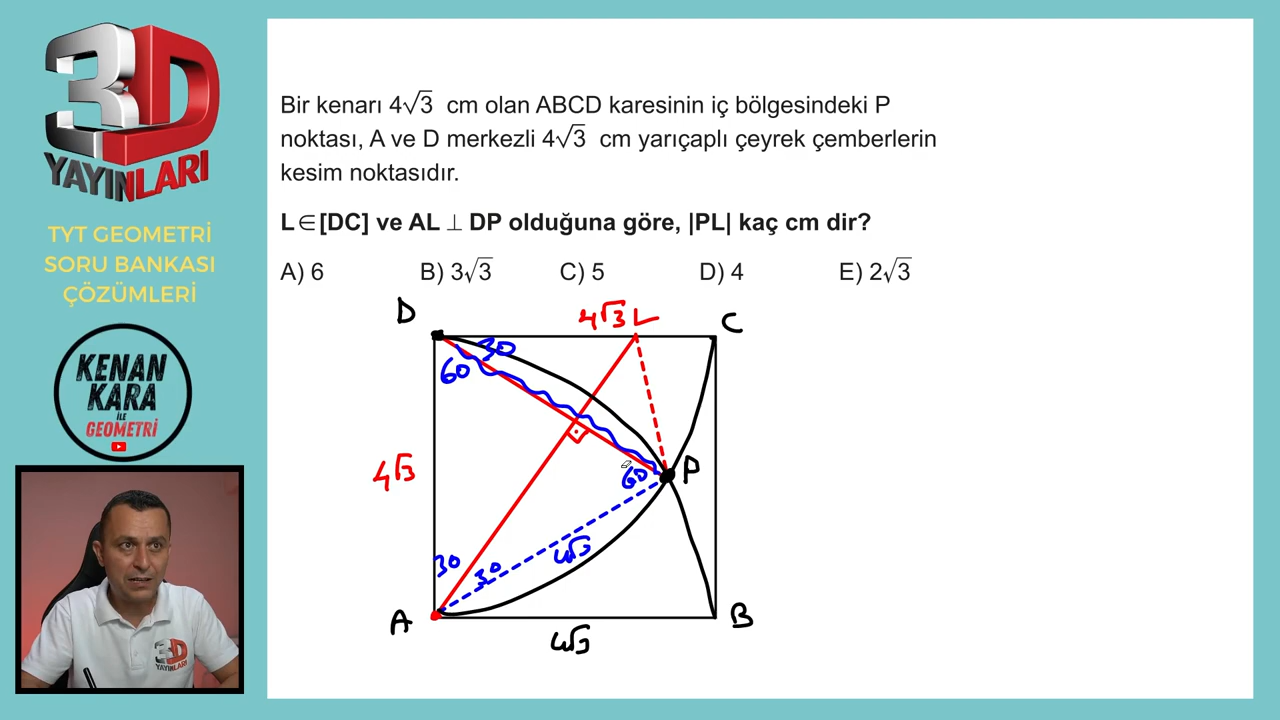 3D
YAYINLARI
TYT GEOMETRİ
SORU BANKASI
ÇÖZÜMLERİ
KENAN
KARA
İLE
GEOMETRİ
3D
YAYINLARI
Bir kenarı 4√3 cm olan ABCD karesinin iç bölgesindeki P
noktası, A ve D merkezli 4√3 cm yarıçaplı çeyrek çemberlerin
kesim noktasıdır.
L∈[DC] ve AL ⊥ DP olduğuna göre, |PL| kaç cm dir?
A) 6 B) 3√3 C) 5 D) 4 E) 2√3
D 4√3 L C
30
60
4√3 60 P
30 30 4√3
A B
4√3